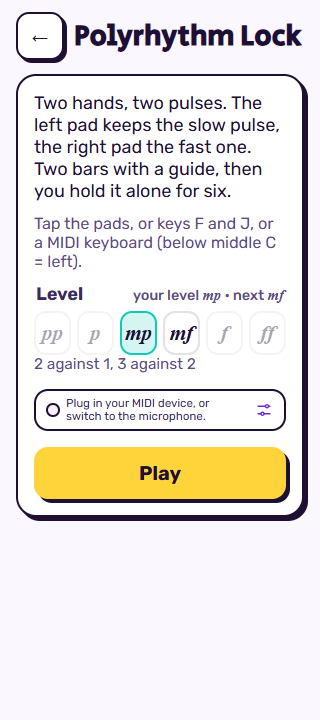 ←
Polyrhythm Lock
Two hands, two pulses. The
left pad keeps the slow pulse,
the right pad the fast one.
Two bars with a guide, then
you hold it alone for six.
Tap the pads, or keys F and J, or
a MIDI keyboard (below middle C
= left).
Level your level mp · next mf
pp p mp mf f ff
2 against 1, 3 against 2
Plug in your MIDI device, or
switch to the microphone.
Play